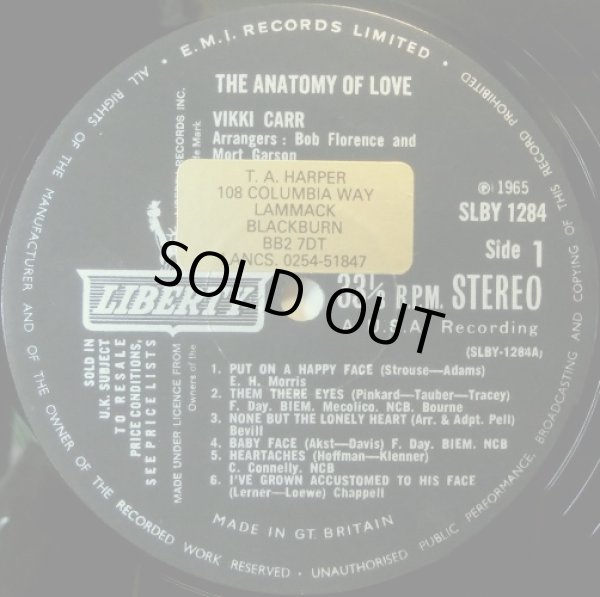 E.M.I. RECORDS LIMITED
ALL RIGHTS OF THE MANUFACTURER AND OF THE OWNER OF THE RECORDED WORK RESERVED · UNAUTHORISED PUBLIC PERFORMANCE, BROADCASTING AND COPYING OF THIS RECORD PROHIBITED
THE ANATOMY OF LOVE
VIKKI CARR
Arrangers: Bob Florence and
Mort Garson
T. A. HARPER
108 COLUMBIA WAY
LAMMACK
BLACKBURN
BB2 7DT
ANCS. 0254-51847
℗ 1965
SLBY 1284
Side 1
LIBERTY
33⅓ R.P.M. STEREO
A U.S.A. Recording
(SLBY-1284A)
SOLD OUT
SOLD IN
U.K. SUBJECT
TO RESALE
PRICE CONDITIONS,
SEE PRICE LISTS
MADE UNDER LICENCE FROM
RECORDS INC.
Owners of the
Mark
1. PUT ON A HAPPY FACE (Strouse—Adams)
E. H. Morris
2. THEM THERE EYES (Pinkard—Tauber—Tracey)
F. Day. BIEM. Mecolico. NCB. Bourne
3. NONE BUT THE LONELY HEART (Arr. & Adpt. Pell)
Bevill
4. BABY FACE (Akst—Davis) F. Day. BIEM. NCB
5. HEARTACHES (Hoffman—Klenner)
C. Connelly. NCB
6. I'VE GROWN ACCUSTOMED TO HIS FACE
(Lerner—Loewe) Chappell
MADE IN GT. BRITAIN